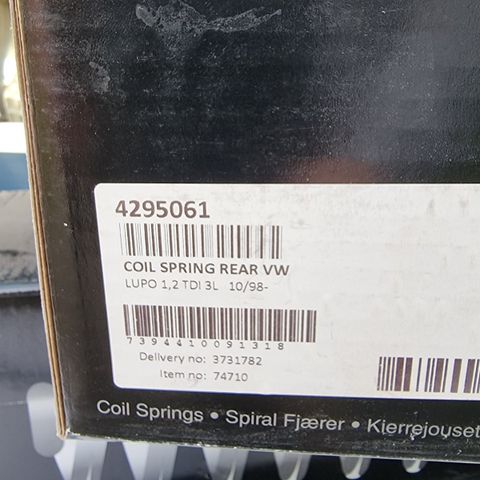 4295061
COIL SPRING REAR VW
LUPO 1,2 TDI 3L 10/98-
7394410091318
Delivery no: 3731782
Item no: 74710
Coil Springs • Spiral Fjærer • Kierrejouset